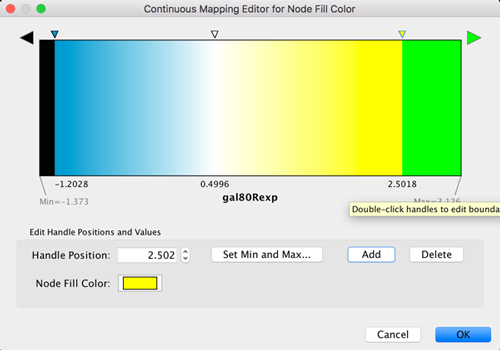 Continuous Mapping Editor for Node Fill Color
-1.2028 0.4996 2.5018
Min=-1.373 gal80Rexp Max=3.126
Double-click handles to edit bounda
Edit Handle Positions and Values
Handle Position: 2.502 Set Min and Max... Add Delete
Node Fill Color:
Cancel OK